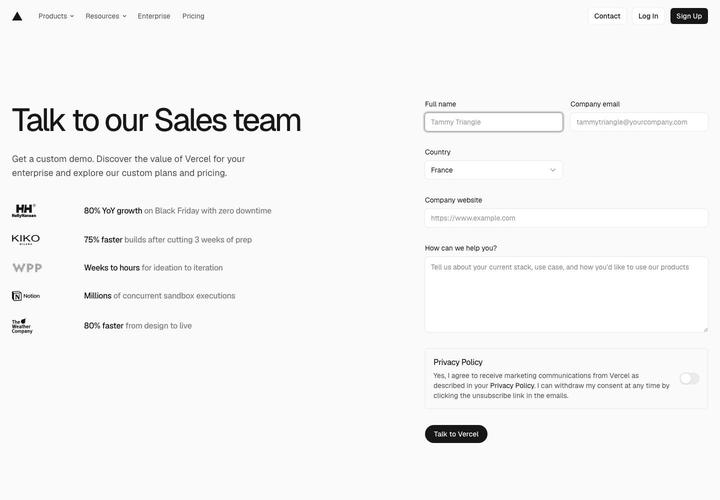 Products
Resources
Enterprise
Pricing
Contact
Log In
Sign Up
Talk to our Sales team
Get a custom demo. Discover the value of Vercel for your
enterprise and explore our custom plans and pricing.
HH
HellyHansen
80% YoY growth on Black Friday with zero downtime
KIKO
MILANO
75% faster builds after cutting 3 weeks of prep
WPP
Weeks to hours for ideation to iteration
Notion
Millions of concurrent sandbox executions
The
Weather
Company
80% faster from design to live
Full name
Tammy Triangle
Company email
tammytriangle@yourcompany.com
Country
France
Company website
https://www.example.com
How can we help you?
Tell us about your current stack, use case, and how you'd like to use our products
Privacy Policy
Yes, I agree to receive marketing communications from Vercel as
described in your Privacy Policy. I can withdraw my consent at any time by
clicking the unsubscribe link in the emails.
Talk to Vercel